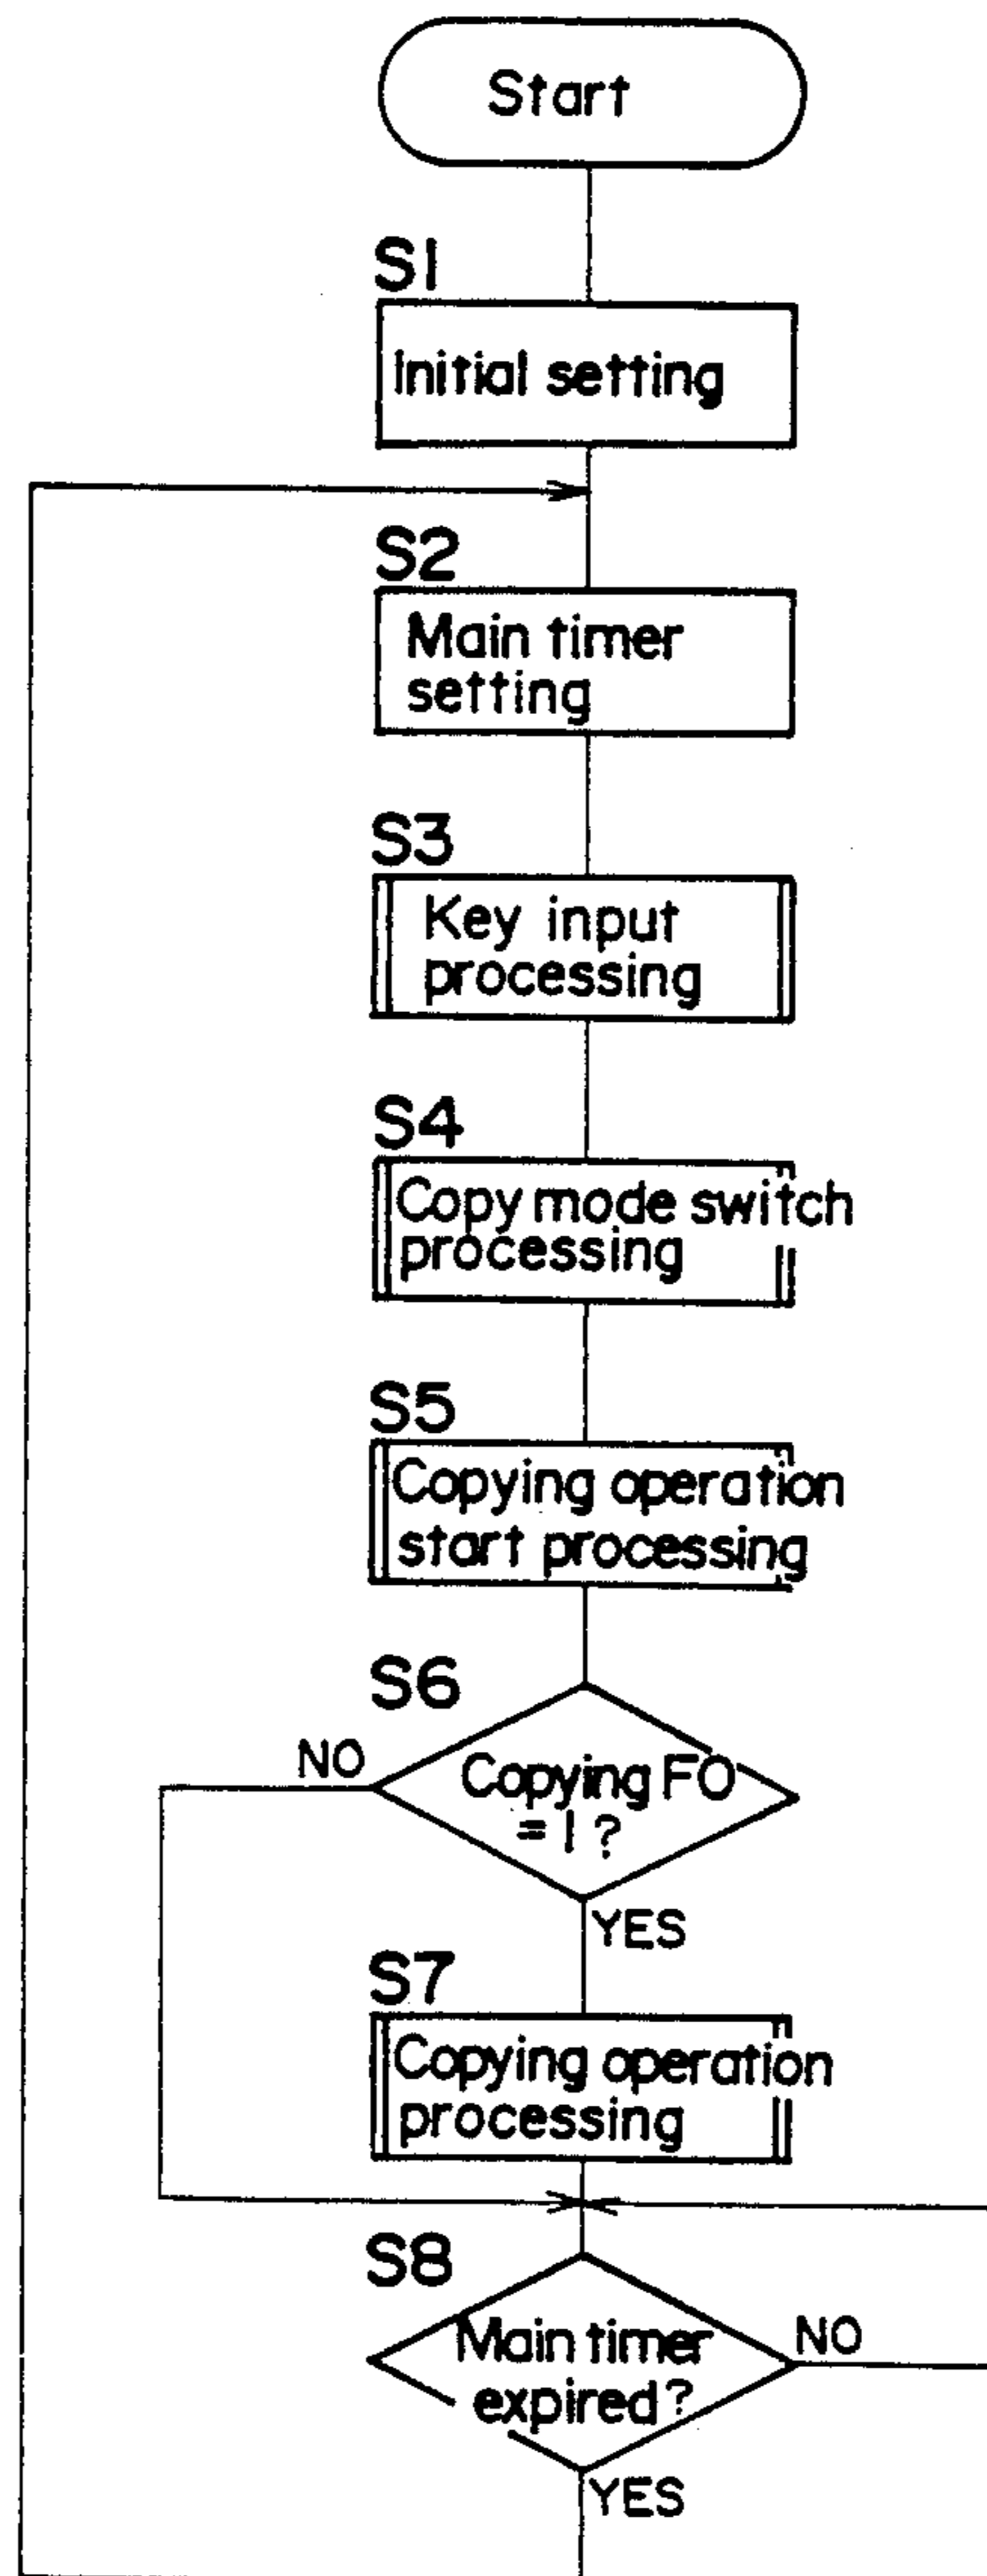 Start
S1
Initial setting
S2
Main timer
setting
S3
Key input
processing
S4
Copy mode switch
processing
S5
Copying operation
start processing
S6
NO
Copying F0
=1?
YES
S7
Copying operation
processing
S8
Main timer
expired?
NO
YES